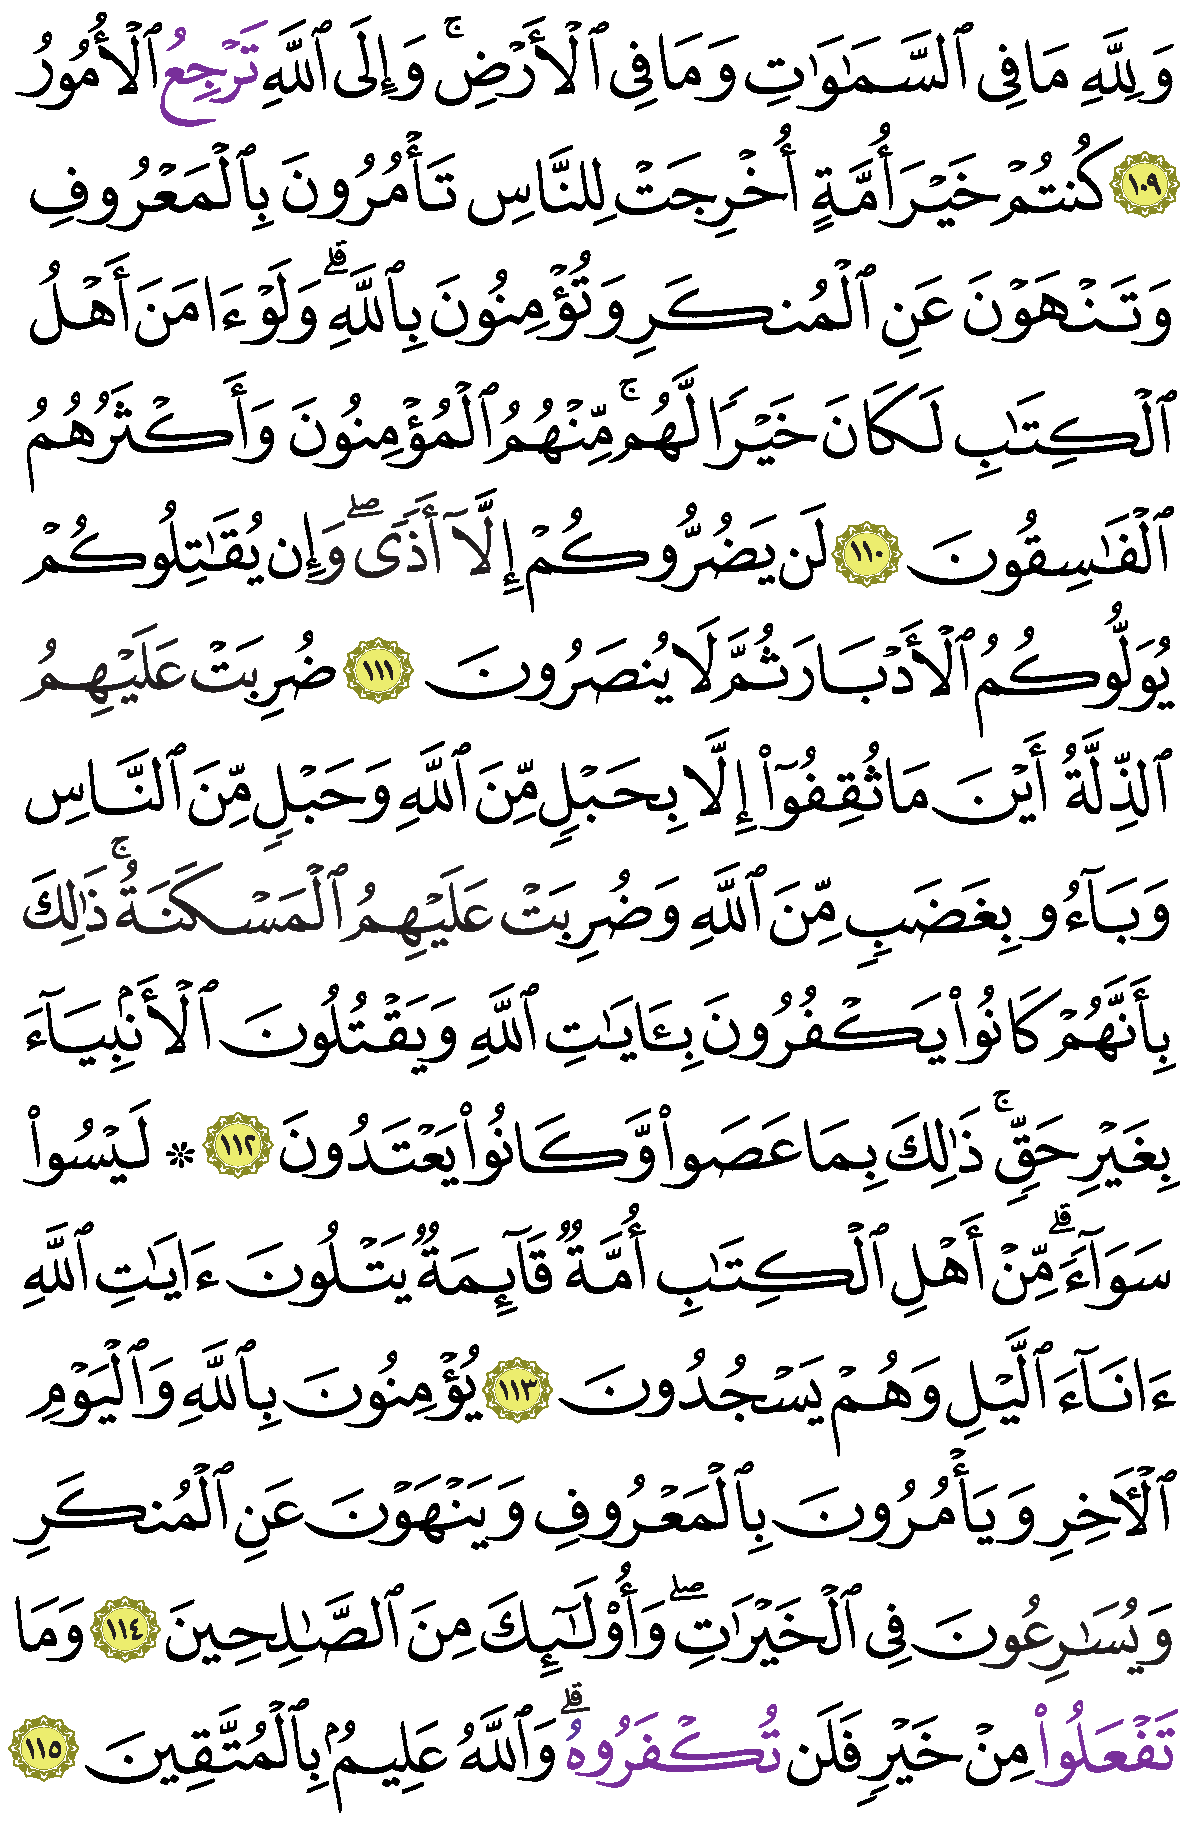 وَلِلَّهِ مَا فِي ٱلسَّمَٰوَٰتِ وَمَا فِي ٱلۡأَرۡضِۚ وَإِلَى ٱللَّهِ تَرۡجِعُ ٱلۡأُمُورُ
١٠٩ كُنتُمۡ خَيۡرَ أُمَّةٍ أُخۡرِجَتۡ لِلنَّاسِ تَأۡمُرُونَ بِٱلۡمَعۡرُوفِ
وَتَنۡهَوۡنَ عَنِ ٱلۡمُنكَرِ وَتُؤۡمِنُونَ بِٱللَّهِۗ وَلَوۡ ءَامَنَ أَهۡلُ
ٱلۡكِتَٰبِ لَكَانَ خَيۡرٗا لَّهُمۚ مِّنۡهُمُ ٱلۡمُؤۡمِنُونَ وَأَكۡثَرُهُمُ
ٱلۡفَٰسِقُونَ ١١٠ لَن يَضُرُّوكُمۡ إِلَّآ أَذٗىۖ وَإِن يُقَٰتِلُوكُمۡ
يُوَلُّوكُمُ ٱلۡأَدۡبَارَ ثُمَّ لَا يُنصَرُونَ ١١١ ضُرِبَتۡ عَلَيۡهِمُ
ٱلذِّلَّةُ أَيۡنَ مَا ثُقِفُوٓاْ إِلَّا بِحَبۡلٖ مِّنَ ٱللَّهِ وَحَبۡلٖ مِّنَ ٱلنَّاسِ
وَبَآءُو بِغَضَبٖ مِّنَ ٱللَّهِ وَضُرِبَتۡ عَلَيۡهِمُ ٱلۡمَسۡكَنَةُۚ ذَٰلِكَ
بِأَنَّهُمۡ كَانُواْ يَكۡفُرُونَ بِـَٔايَٰتِ ٱللَّهِ وَيَقۡتُلُونَ ٱلۡأَنۢبِيَآءَ
بِغَيۡرِ حَقّٖۚ ذَٰلِكَ بِمَا عَصَواْ وَّكَانُواْ يَعۡتَدُونَ ١١٢ ۞ لَيۡسُواْ
سَوَآءٗۗ مِّنۡ أَهۡلِ ٱلۡكِتَٰبِ أُمَّةٞ قَآئِمَةٞ يَتۡلُونَ ءَايَٰتِ ٱللَّهِ
ءَانَآءَ ٱلَّيۡلِ وَهُمۡ يَسۡجُدُونَ ١١٣ يُؤۡمِنُونَ بِٱللَّهِ وَٱلۡيَوۡمِ
ٱلۡأٓخِرِ وَيَأۡمُرُونَ بِٱلۡمَعۡرُوفِ وَيَنۡهَوۡنَ عَنِ ٱلۡمُنكَرِ
وَيُسَٰرِعُونَ فِي ٱلۡخَيۡرَٰتِۖ وَأُوْلَٰٓئِكَ مِنَ ٱلصَّٰلِحِينَ ١١٤ وَمَا
تَفۡعَلُواْ مِنۡ خَيۡرٖ فَلَن تُكۡفَرُوهُۗ وَٱللَّهُ عَلِيمُۢ بِٱلۡمُتَّقِينَ ١١٥